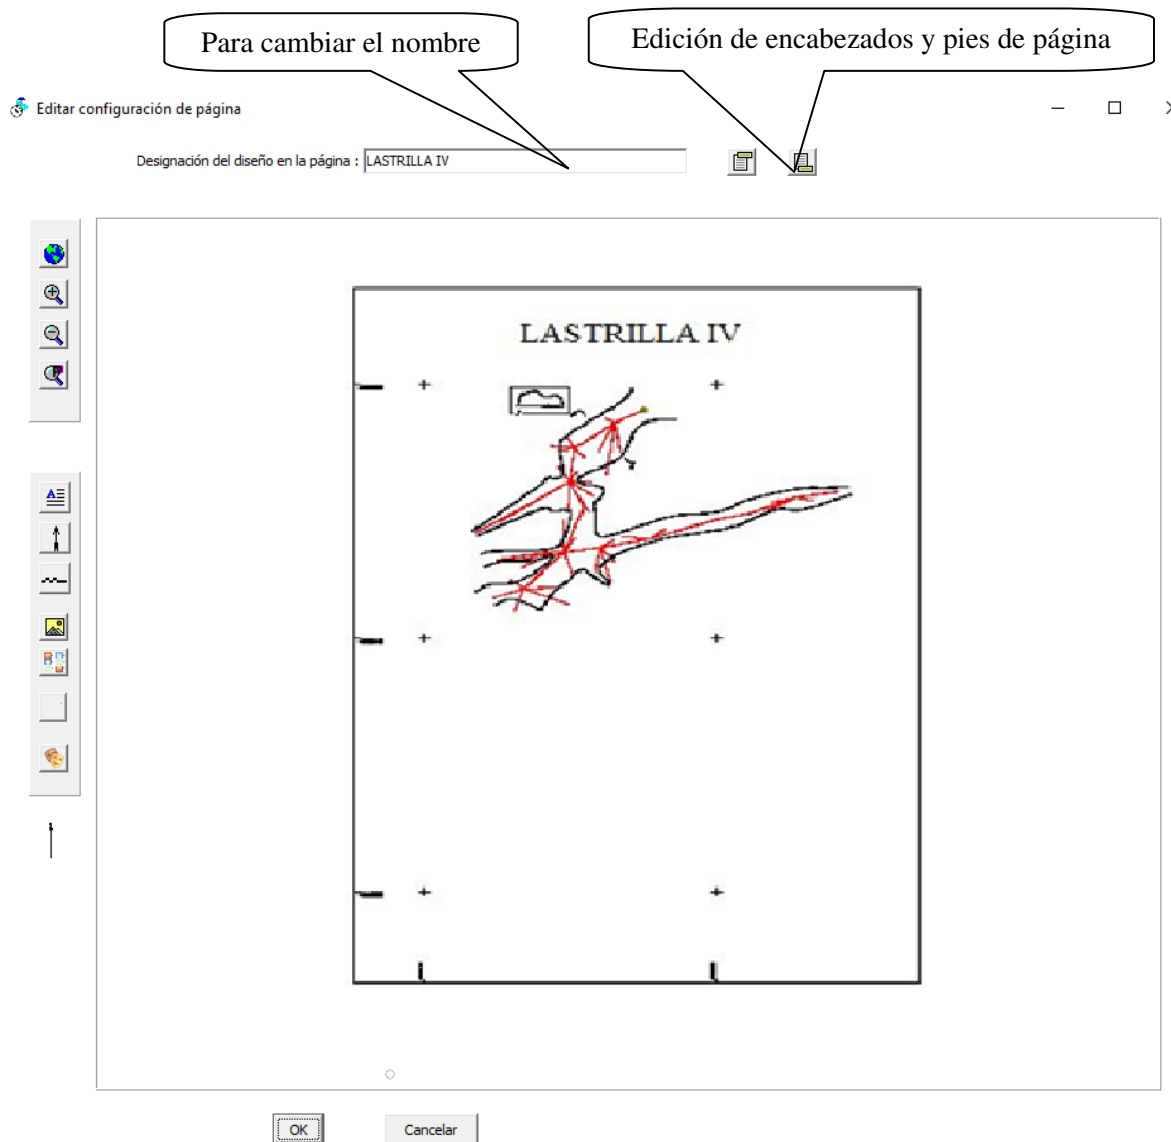 Para cambiar el nombre
Edición de encabezados y pies de página
Editar configuración de página
Designación del diseño en la página : LASTRILLA IV
LASTRILLA IV
OK
Cancelar